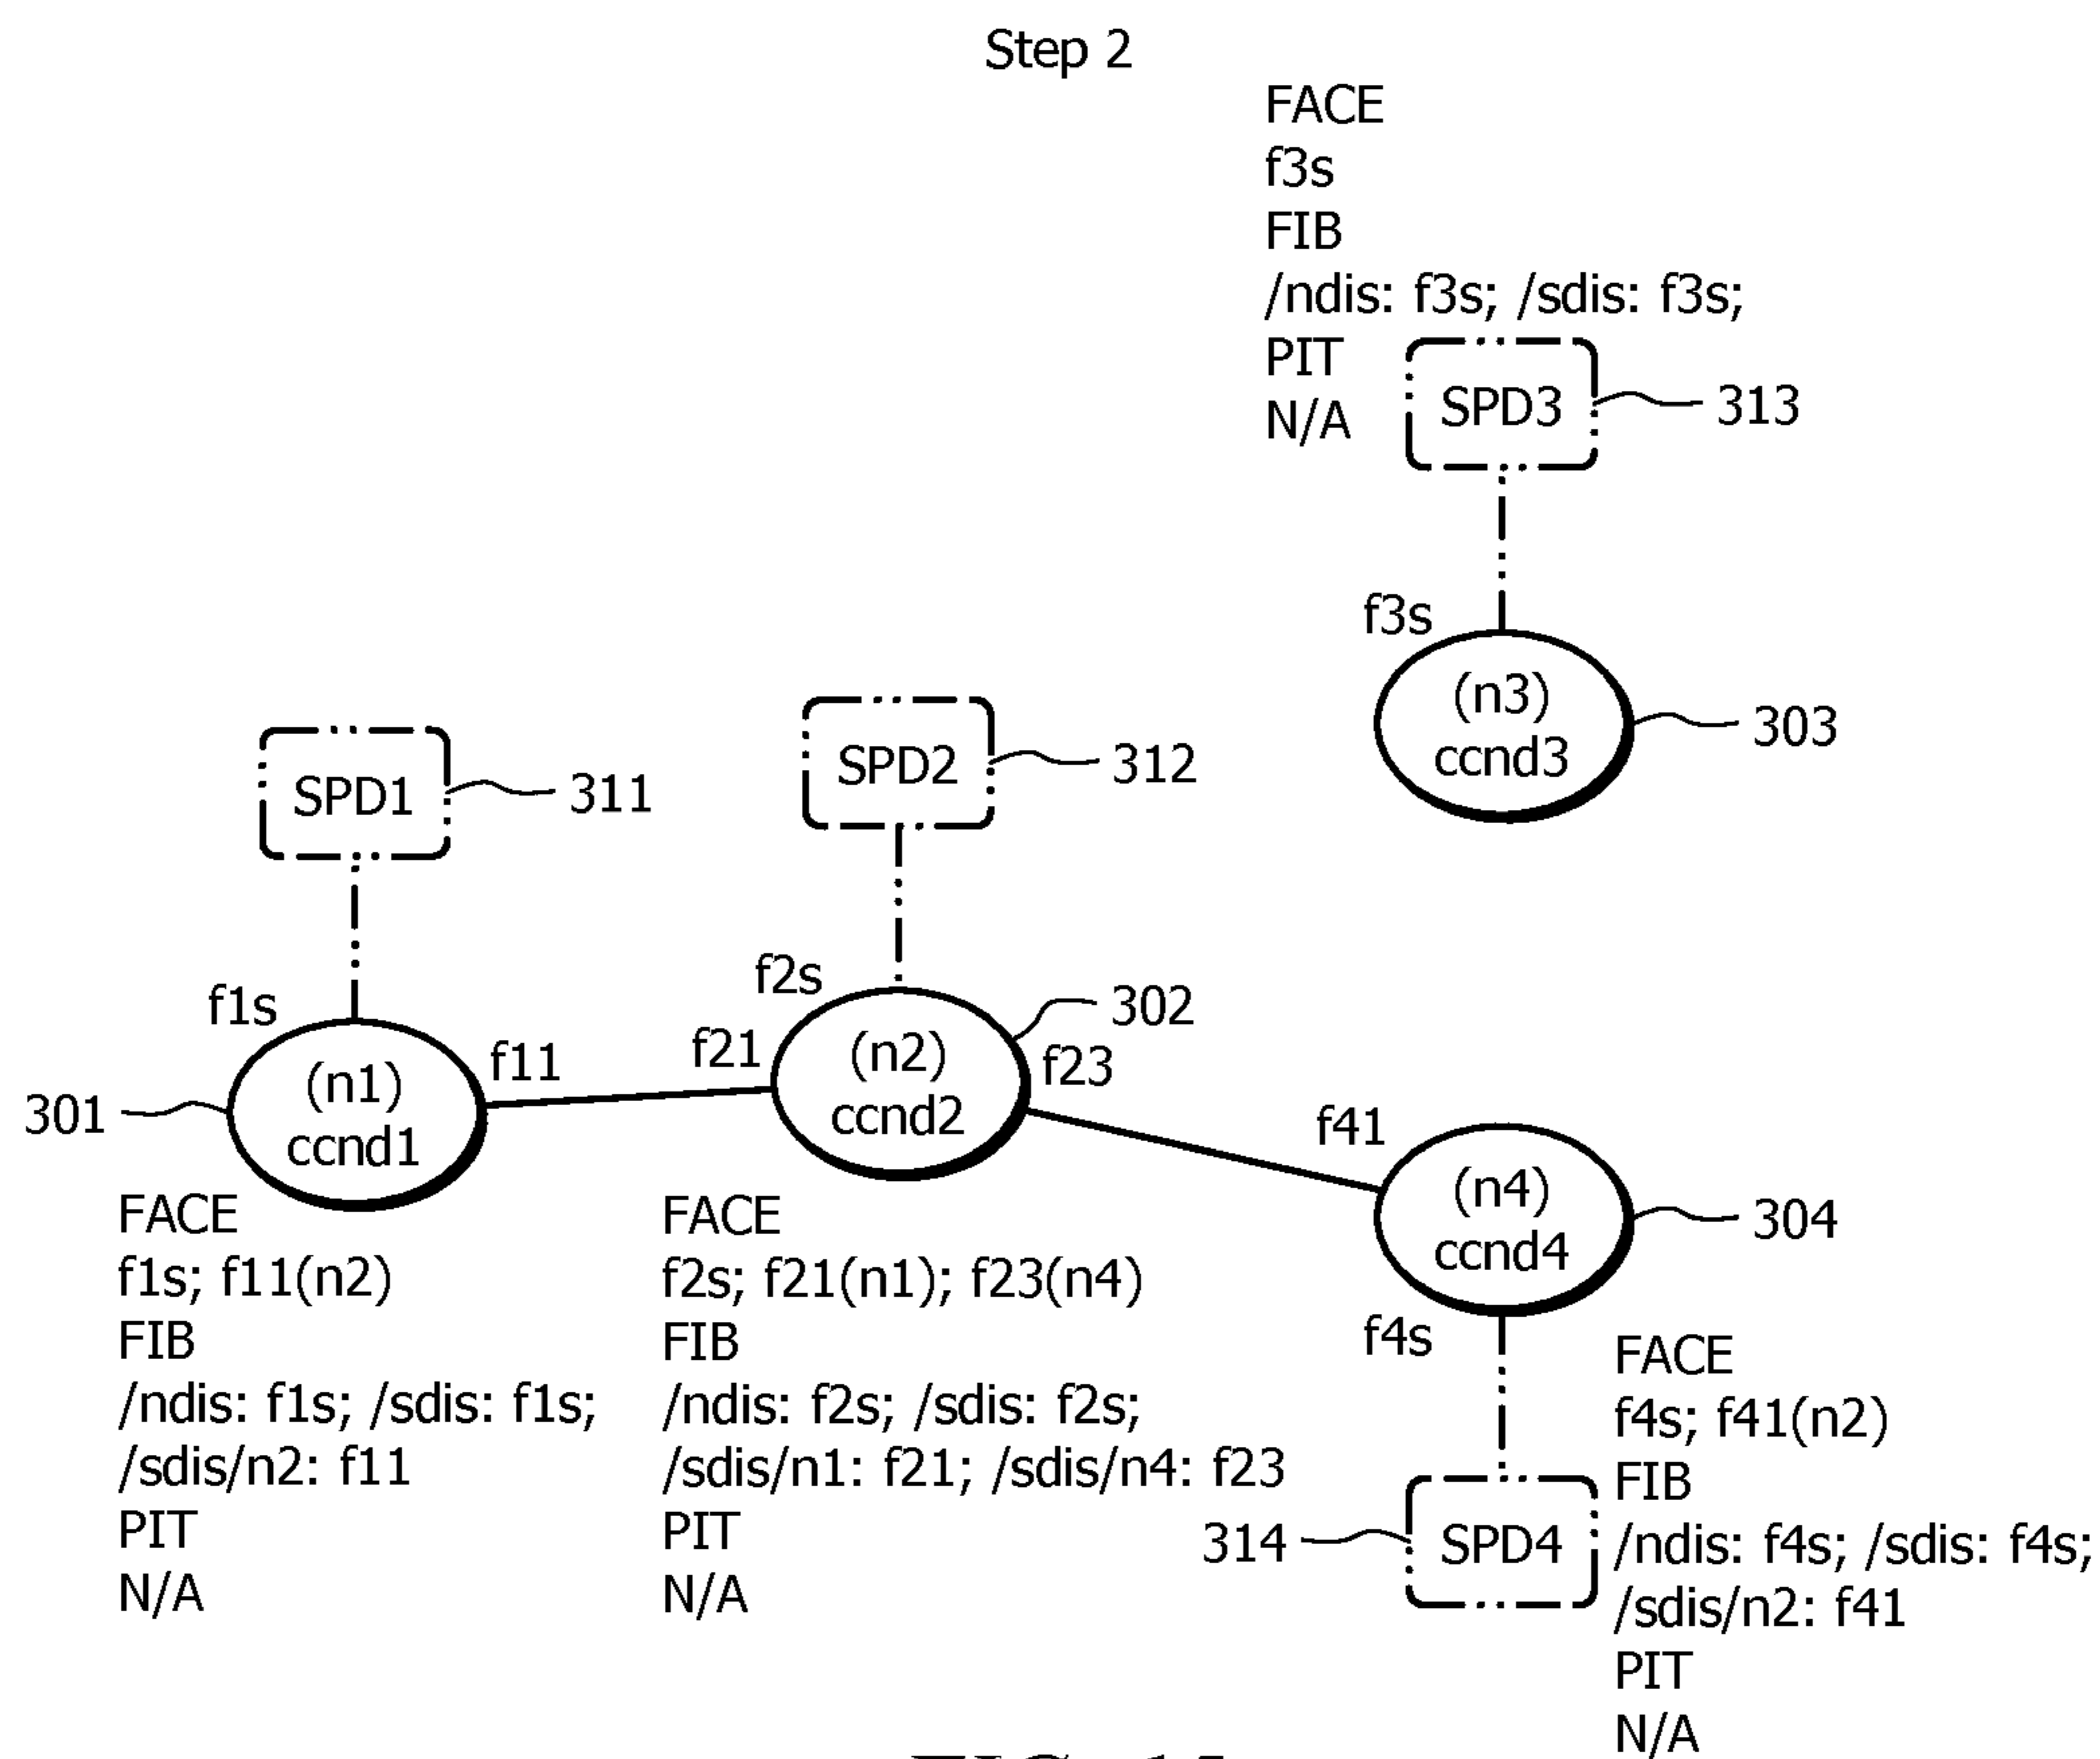 Step 2
FACE
f3s
FIB
/ndis: f3s; /sdis: f3s;
PIT
N/A
SPD3
313
f3s
(n3)
ccnd3
303
SPD1
311
SPD2
312
f1s
(n1)
ccnd1
301
f11
f2s
f21
(n2)
ccnd2
302
f23
f41
(n4)
ccnd4
304
f4s
FACE
f1s; f11(n2)
FIB
/ndis: f1s; /sdis: f1s;
/sdis/n2: f11
PIT
N/A
FACE
f2s; f21(n1); f23(n4)
FIB
/ndis: f2s; /sdis: f2s;
/sdis/n1: f21; /sdis/n4: f23
PIT
N/A
314
SPD4
FACE
f4s; f41(n2)
FIB
/ndis: f4s; /sdis: f4s;
/sdis/n2: f41
PIT
N/A